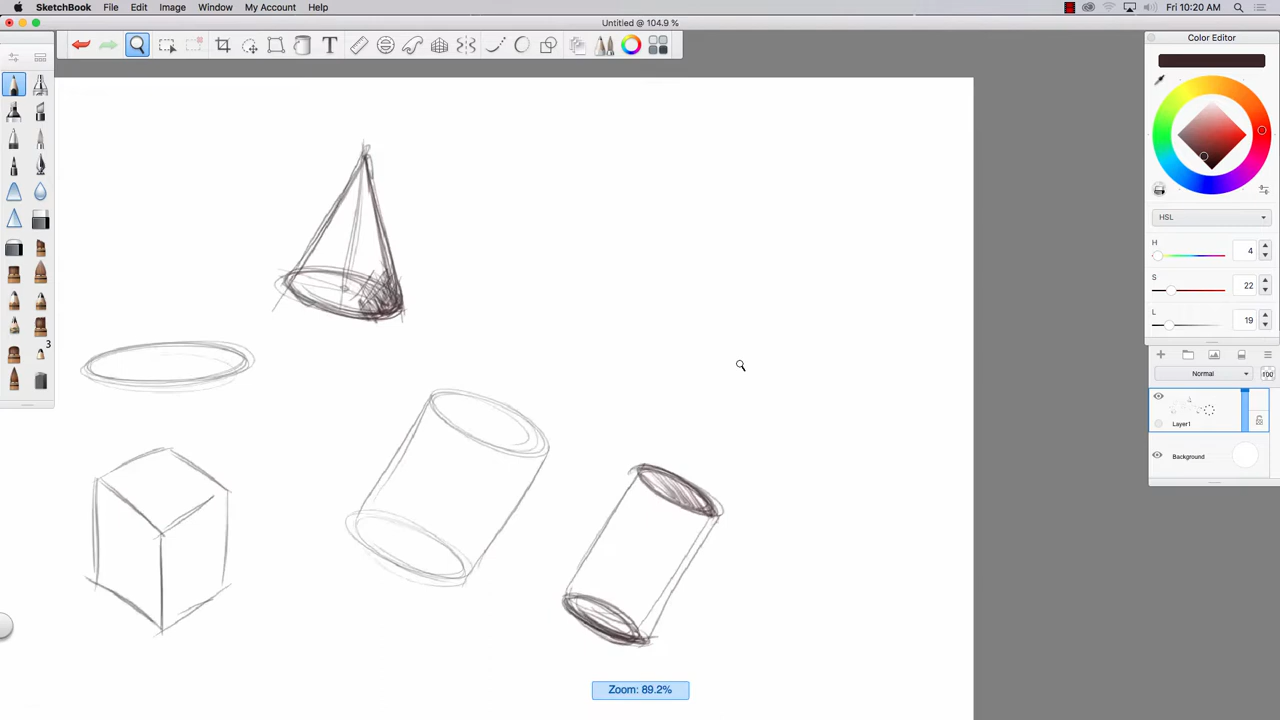 SketchBook File Edit Image Window My Account Help
Fri 10:20 AM
Untitled @ 104.9 %
T
Color Editor
HSL
H 4
S 22
L 19
Normal 100
Layer1
Background
3
Zoom: 89.2%